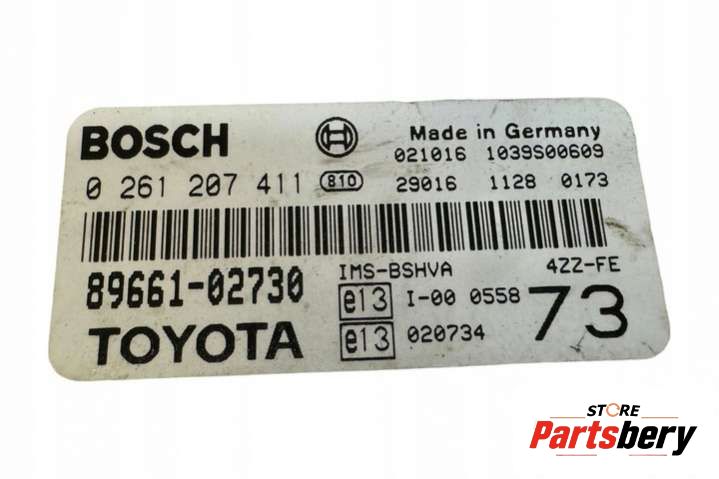 BOSCH
Made in Germany
021016 1039S00609
0 261 207 411 810 29016 1128 0173
IMS-BSHVA 4ZZ-FE
89661-02730 e13 I-00 0558 73
TOYOTA e13 020734
STORE
Partsbery